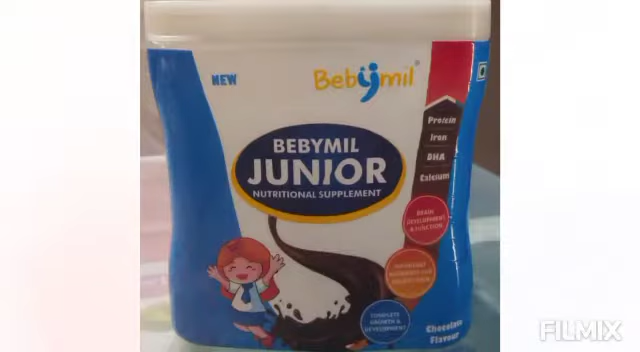 NEW
Bebymil
BEBYMIL
JUNIOR
NUTRITIONAL SUPPLEMENT
Protein
Iron
DHA
Calcium
BRAIN
DEVELOPMENT
& FUNCTION
COMPLETE
GROWTH &
DEVELOPMENT
Chocolate
Flavour
FILMIX